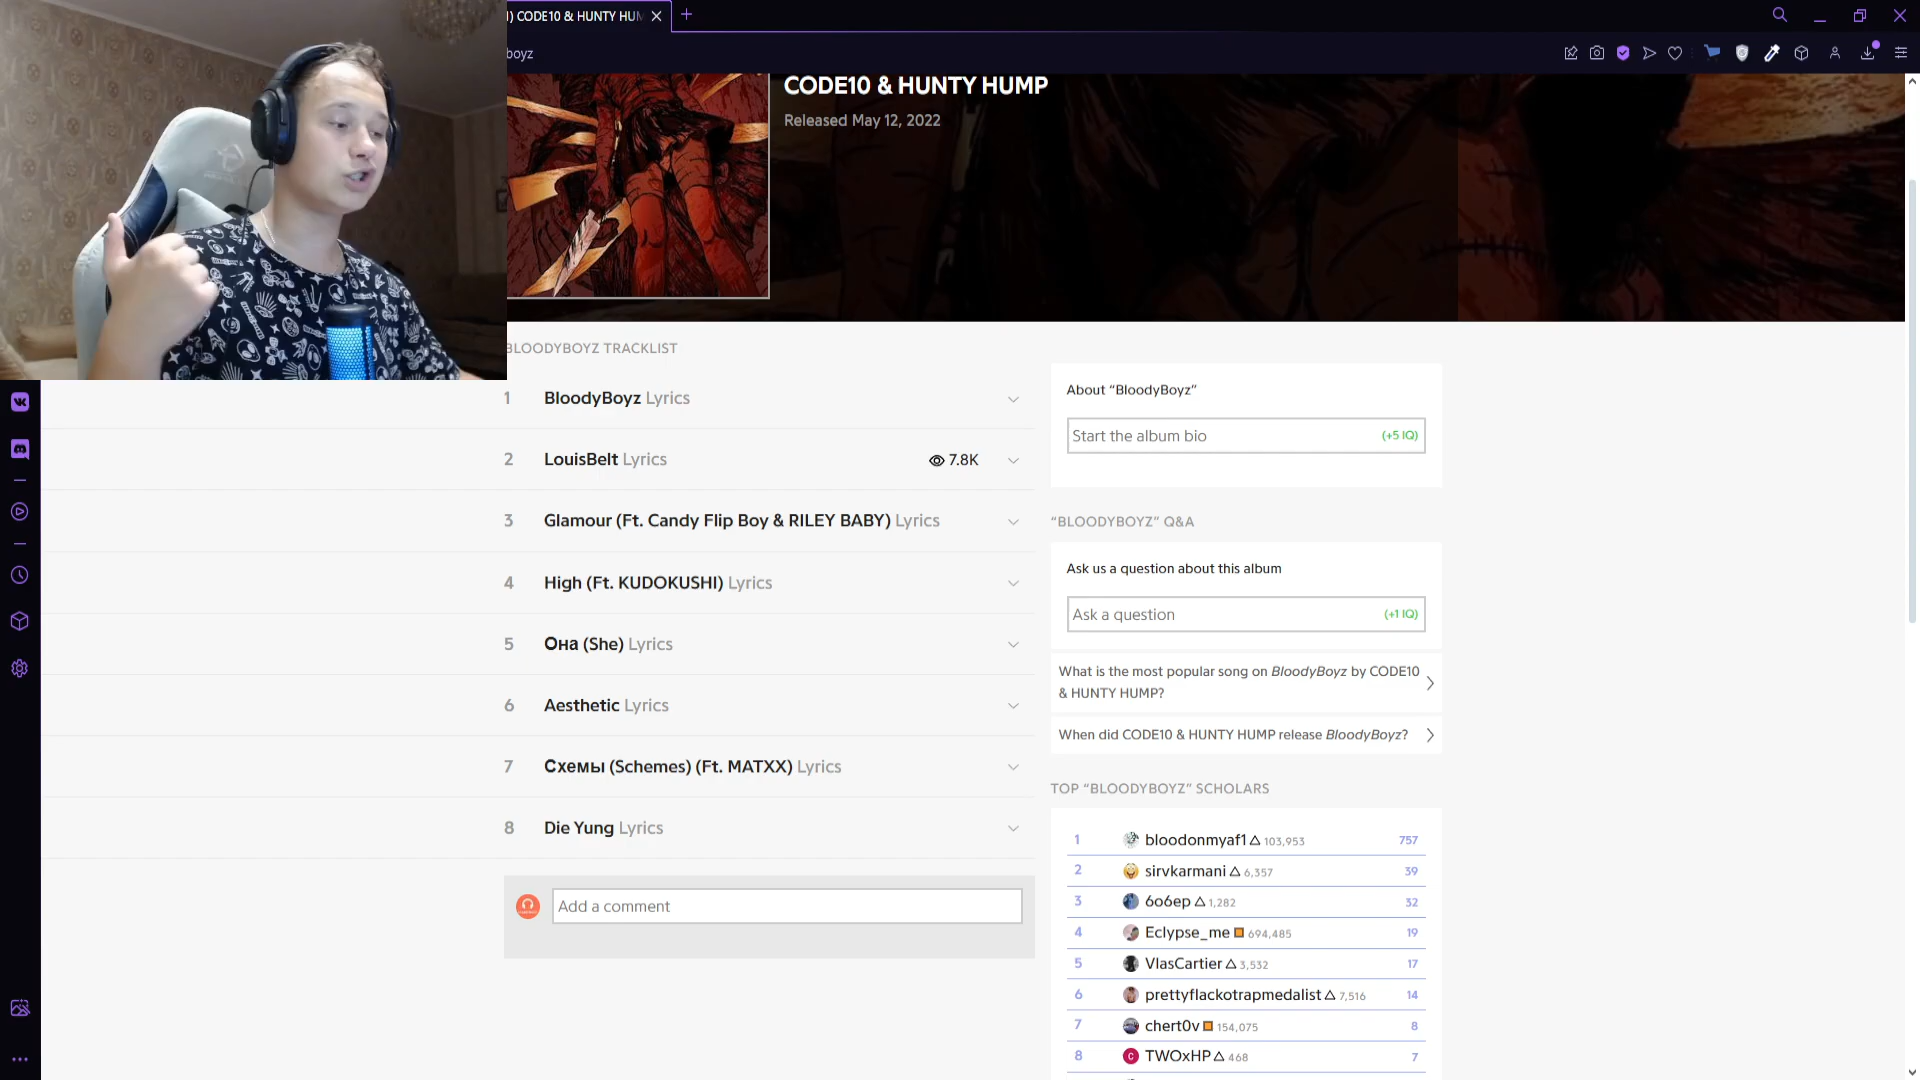 ) CODE10 & HUNTY HUM
boyz
CODE10 & HUNTY HUMP
Released May 12, 2022
BLOODYBOYZ TRACKLIST
1 BloodyBoyz Lyrics
2 LouisBelt Lyrics 7.8K
3 Glamour (Ft. Candy Flip Boy & RILEY BABY) Lyrics
4 High (Ft. KUDOKUSHI) Lyrics
5 Она (She) Lyrics
6 Aesthetic Lyrics
7 Схемы (Schemes) (Ft. MATXX) Lyrics
8 Die Yung Lyrics
Add a comment
About “BloodyBoyz”
Start the album bio (+5 IQ)
“BLOODYBOYZ” Q&A
Ask us a question about this album
Ask a question (+1 IQ)
What is the most popular song on BloodyBoyz by CODE10
& HUNTY HUMP?
When did CODE10 & HUNTY HUMP release BloodyBoyz?
TOP “BLOODYBOYZ” SCHOLARS
1 bloodonmyaf1 103,953 757
2 sirvkarmani 6,357 39
3 6o6ep 1,282 32
4 Eclypse_me 694,485 19
5 VlasCartier 3,532 17
6 prettyflackotrapmedalist 7,516 14
7 chert0v 154,075 8
8 TWOxHP 468 7